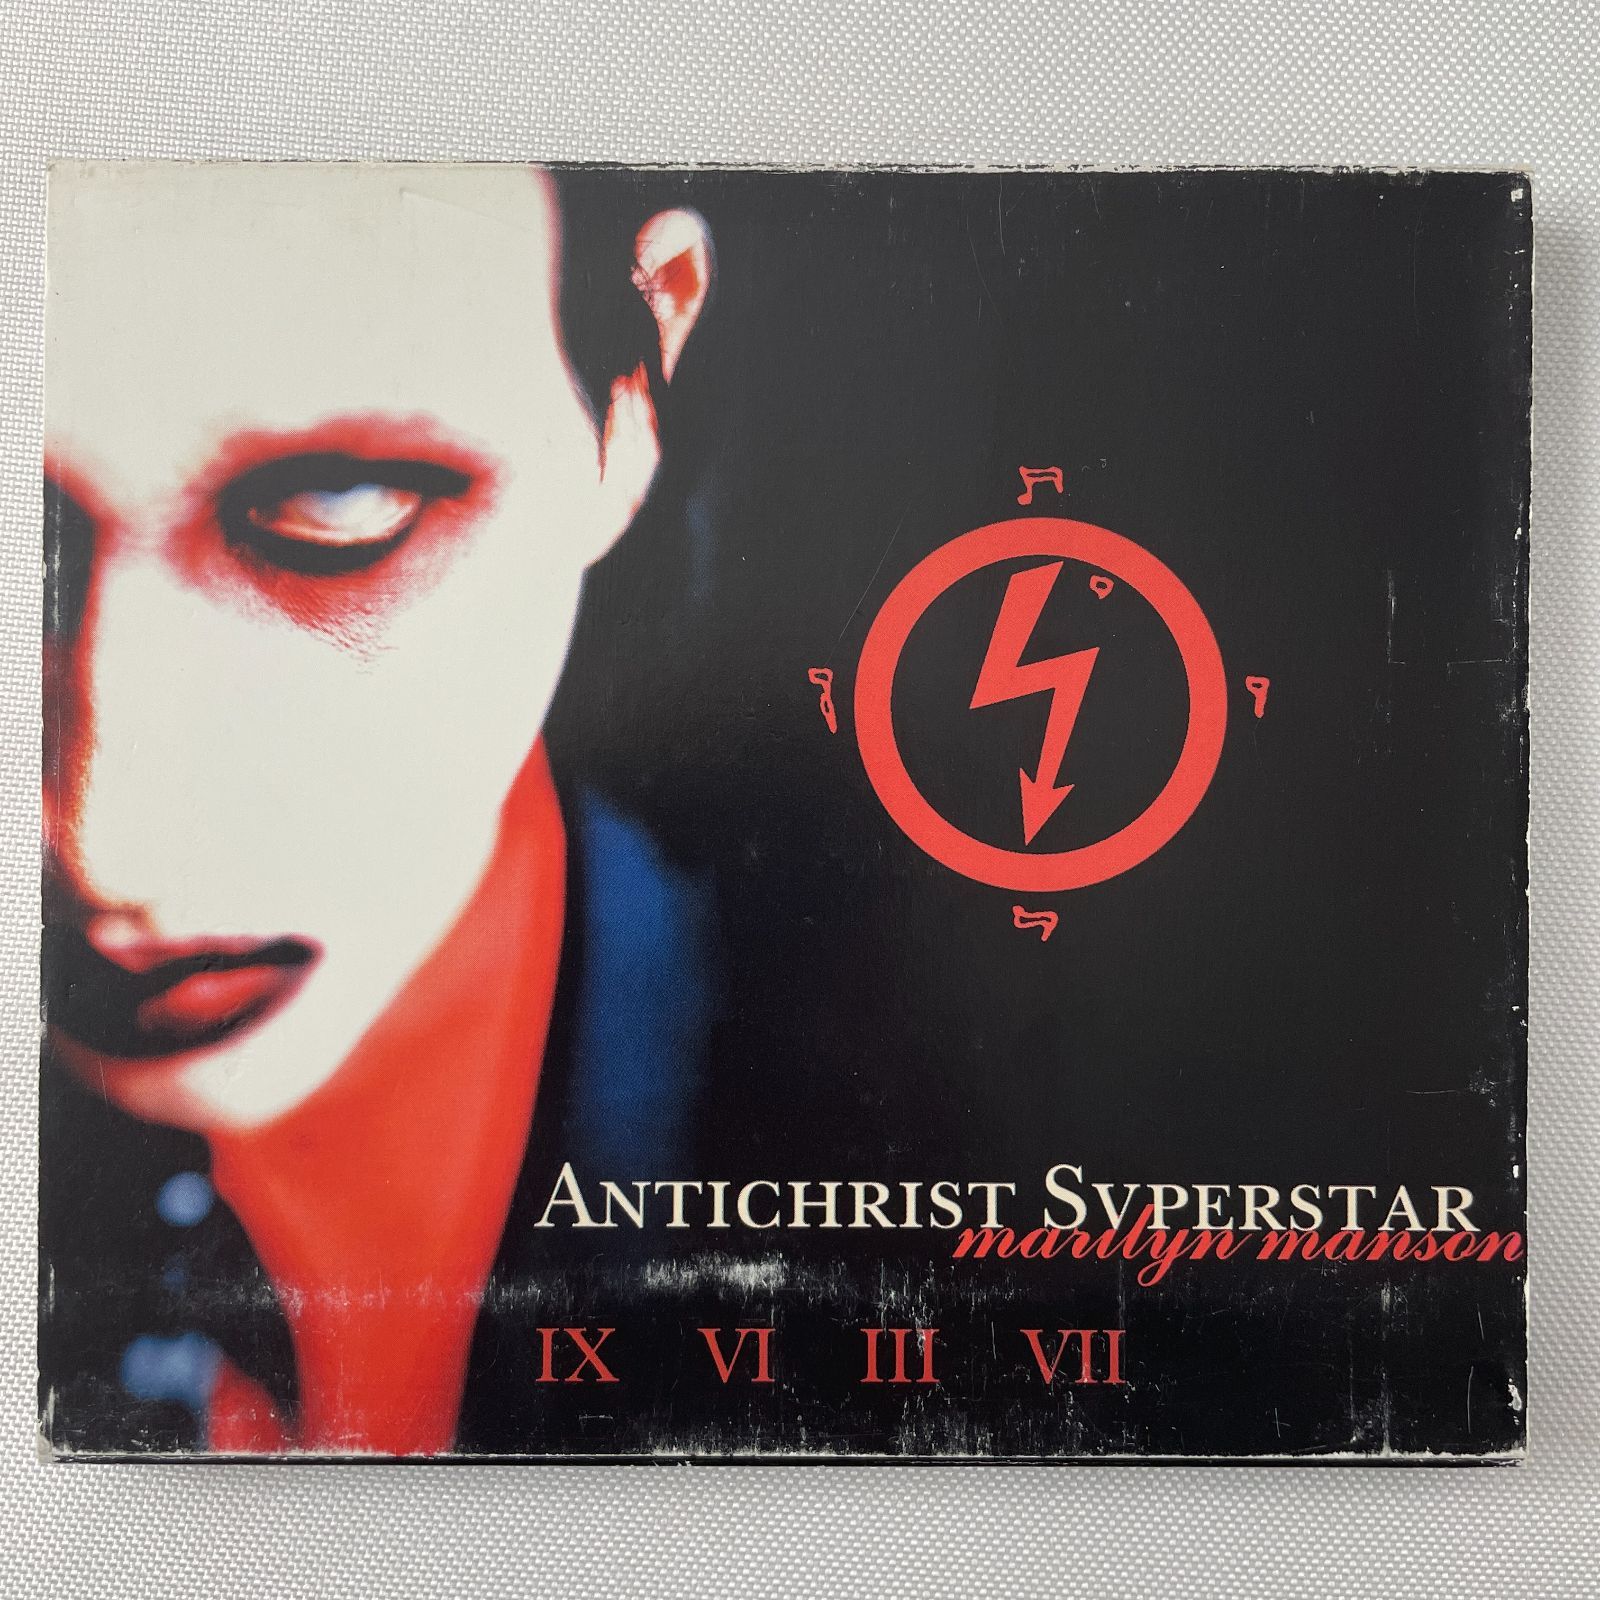 ANTICHRIST SVPERSTAR
marilyn manson
IX VI III VII